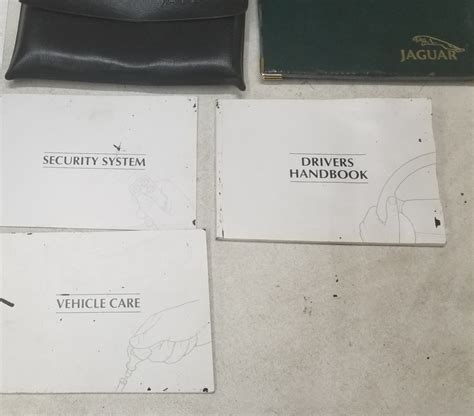 JAGUAR
SECURITY SYSTEM
DRIVERS
HANDBOOK
VEHICLE CARE